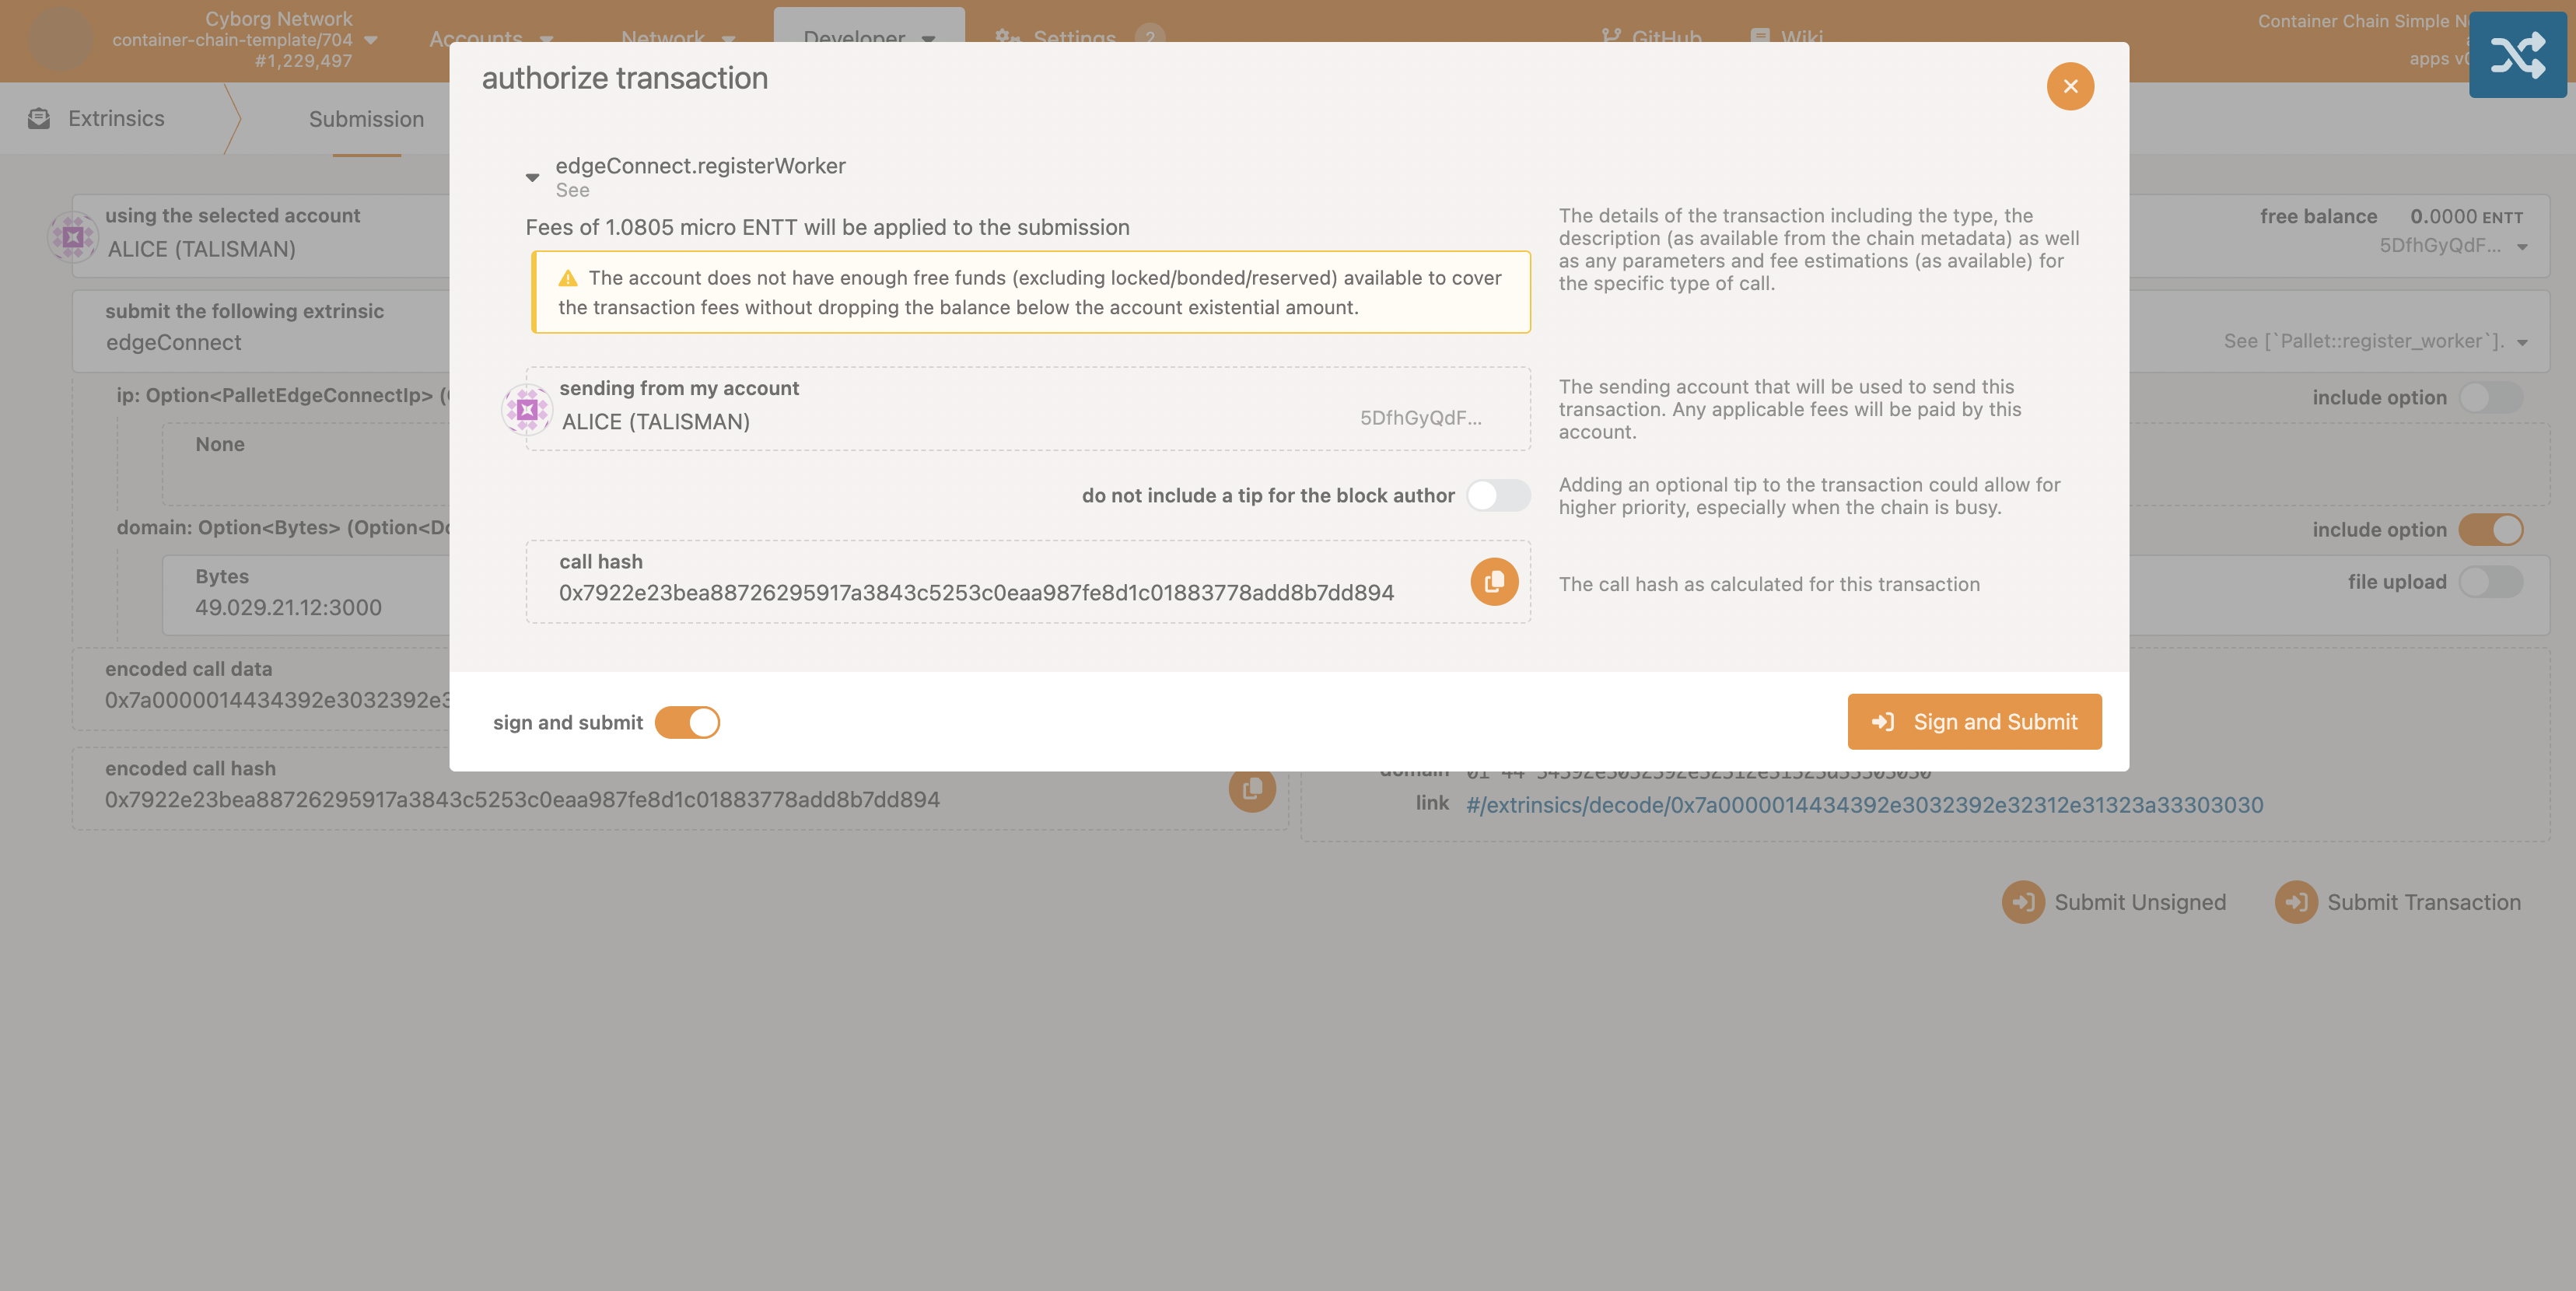 Cyborg Network
container-chain-template/704
#1,229,497
Accounts
Network
Developer
Settings
2
GitHub
Wiki
Container Chain Simple N
apps v
Extrinsics
Submission
using the selected account
ALICE (TALISMAN)
free balance 0.0000 ENTT
5DfhGyQdF...
submit the following extrinsic
edgeConnect
See [`Pallet::register_worker`].
ip: Option<PalletEdgeConnectIp>
include option
None
domain: Option<Bytes>
include option
Bytes
49.029.21.12:3000
file upload
encoded call data
0x7a0000014434392e3032392e3
encoded call hash
0x7922e23bea88726295917a3843c5253c0eaa987fe8d1c01883778add8b7dd894
link #/extrinsics/decode/0x7a0000014434392e3032392e32312e31323a33303030
Submit Unsigned
Submit Transaction
authorize transaction
edgeConnect.registerWorker
See
Fees of 1.0805 micro ENTT will be applied to the submission
The account does not have enough free funds (excluding locked/bonded/reserved) available to cover
the transaction fees without dropping the balance below the account existential amount.
The details of the transaction including the type, the
description (as available from the chain metadata) as well
as any parameters and fee estimations (as available) for
the specific type of call.
sending from my account
ALICE (TALISMAN)
5DfhGyQdF...
The sending account that will be used to send this
transaction. Any applicable fees will be paid by this
account.
do not include a tip for the block author
Adding an optional tip to the transaction could allow for
higher priority, especially when the chain is busy.
call hash
0x7922e23bea88726295917a3843c5253c0eaa987fe8d1c01883778add8b7dd894
The call hash as calculated for this transaction
sign and submit
Sign and Submit